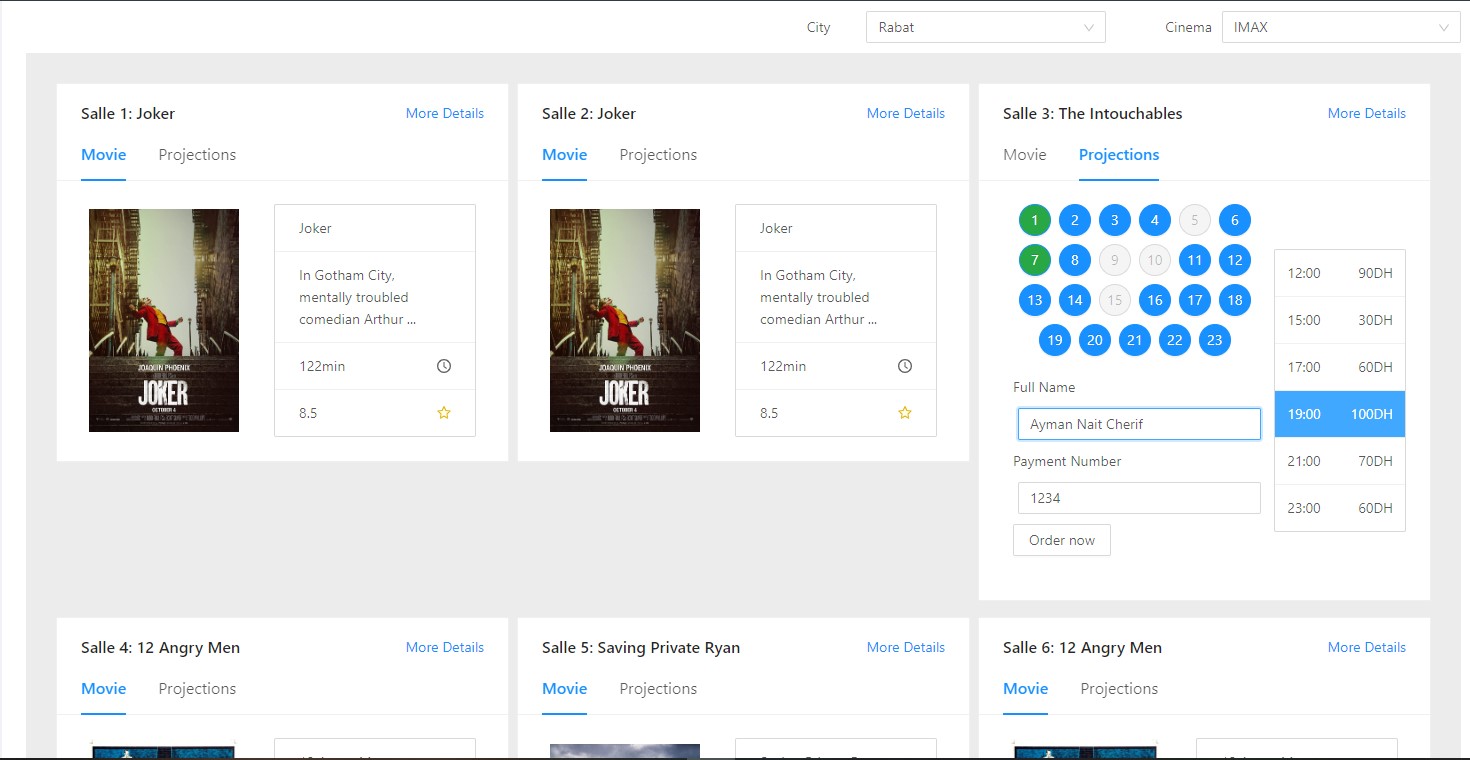 City
Rabat
Cinema
IMAX
Salle 1: Joker
More Details
Movie
Projections
JOAQUIN PHOENIX
JOKER
OCTOBER 4
Joker
In Gotham City,
mentally troubled
comedian Arthur ...
122min
8.5
Salle 2: Joker
More Details
Movie
Projections
JOAQUIN PHOENIX
JOKER
OCTOBER 4
Joker
In Gotham City,
mentally troubled
comedian Arthur ...
122min
8.5
Salle 3: The Intouchables
More Details
Movie
Projections
1 2 3 4 5 6
7 8 9 10 11 12
13 14 15 16 17 18
19 20 21 22 23
Full Name
Ayman Nait Cherif
Payment Number
1234
Order now
12:00 90DH
15:00 30DH
17:00 60DH
19:00 100DH
21:00 70DH
23:00 60DH
Salle 4: 12 Angry Men
More Details
Movie
Projections
Salle 5: Saving Private Ryan
More Details
Movie
Projections
Salle 6: 12 Angry Men
More Details
Movie
Projections